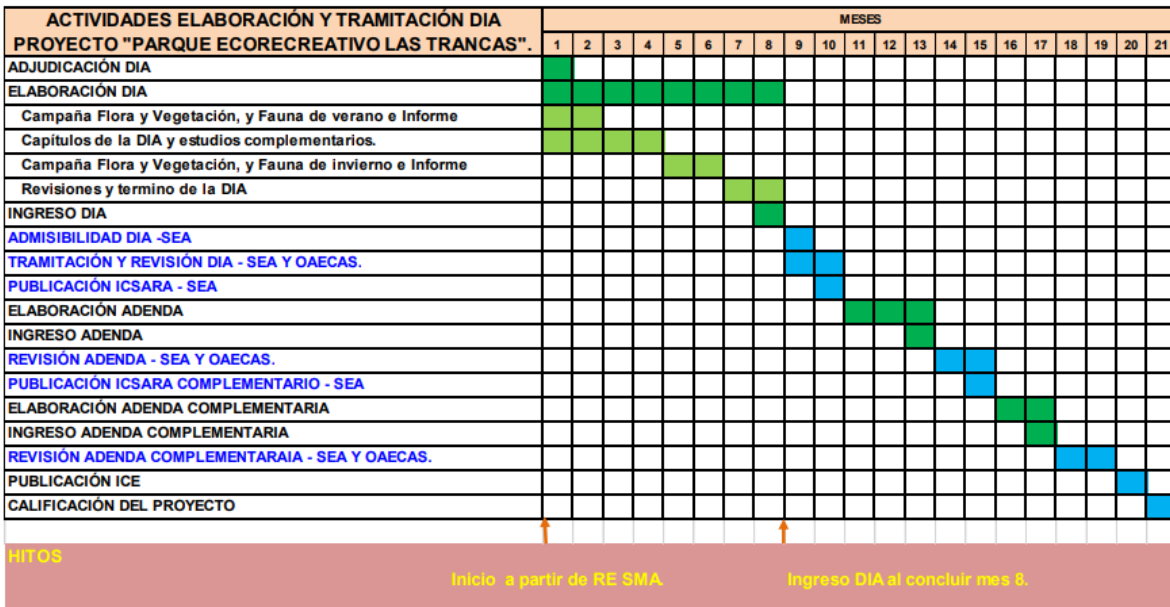 ACTIVIDADES ELABORACIÓN Y TRAMITACIÓN DIA
PROYECTO "PARQUE ECORECREATIVO LAS TRANCAS".
MESES
1 2 3 4 5 6 7 8 9 10 11 12 13 14 15 16 17 18 19 20 21
ADJUDICACIÓN DIA
ELABORACIÓN DIA
Campaña Flora y Vegetación, y Fauna de verano e Informe
Capítulos de la DIA y estudios complementarios.
Campaña Flora y Vegetación, y Fauna de invierno e Informe
Revisiones y termino de la DIA
INGRESO DIA
ADMISIBILIDAD DIA -SEA
TRAMITACIÓN Y REVISIÓN DIA - SEA Y OAECAS.
PUBLICACIÓN ICSARA - SEA
ELABORACIÓN ADENDA
INGRESO ADENDA
REVISIÓN ADENDA - SEA Y OAECAS.
PUBLICACIÓN ICSARA COMPLEMENTARIO - SEA
ELABORACIÓN ADENDA COMPLEMENTARIA
INGRESO ADENDA COMPLEMENTARIA
REVISIÓN ADENDA COMPLEMENTARAIA - SEA Y OAECAS.
PUBLICACIÓN ICE
CALIFICACIÓN DEL PROYECTO
HITOS
Inicio a partir de RE SMA.
Ingreso DIA al concluir mes 8.